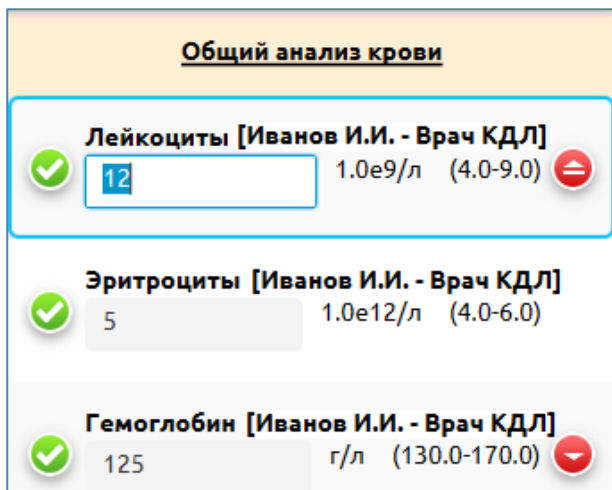 Общий анализ крови
Лейкоциты [Иванов И.И. - Врач КДЛ]
12 1.0e9/л (4.0-9.0)
Эритроциты [Иванов И.И. - Врач КДЛ]
5 1.0e12/л (4.0-6.0)
Гемоглобин [Иванов И.И. - Врач КДЛ]
125 г/л (130.0-170.0)